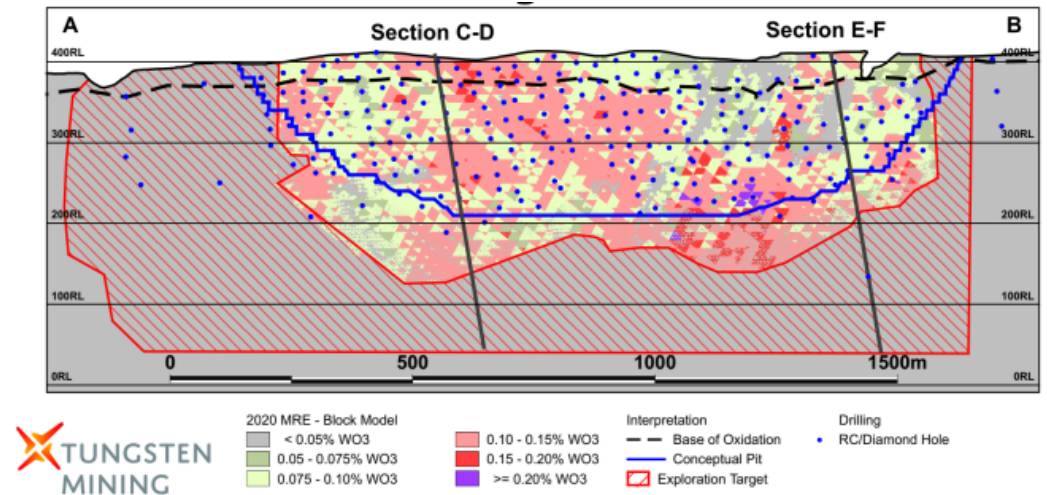 A
Section C-D
Section E-F
B
400RL
400RL
300RL
300RL
200RL
200RL
100RL
100RL
0
500
1000
1500m
0RL
0RL
2020 MRE - Block Model
< 0.05% WO3
0.05 - 0.075% WO3
0.075 - 0.10% WO3
0.10 - 0.15% WO3
0.15 - 0.20% WO3
>= 0.20% WO3
Interpretation
Base of Oxidation
Conceptual Pit
Exploration Target
Drilling
RC/Diamond Hole
TUNGSTEN
MINING